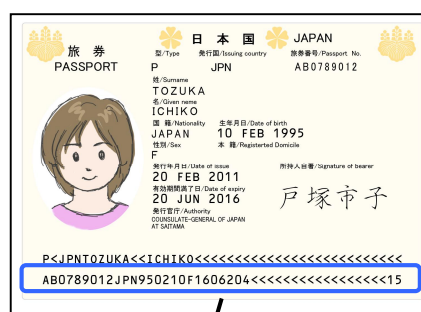 日本国 JAPAN
旅券 型/Type 発行国/Issuing country 旅券番号/Passport No.
PASSPORT P JPN AB0789012
姓/Surname
TOZUKA
名/Given name
ICHIKO
国 籍/Nationality 生年月日/Date of birth
JAPAN 10 FEB 1995
性別/Sex 本 籍/Registerted Domicile
F
発行年月日/Date of issue 所持人自署/Signature of bearer
20 FEB 2011
有効期間満了日/Date of expiry
20 JUN 2016 戸塚市子
発行官庁/Authority
COUNSULATE-GENERAL OF JAPAN
AT SAITAMA
P<JPNTOZUKA<<ICHIKO<<<<<<<<<<<<<<<<<<<<<<<<<
AB0789012JPN950210F1606204<<<<<<<<<<<<<<<<15